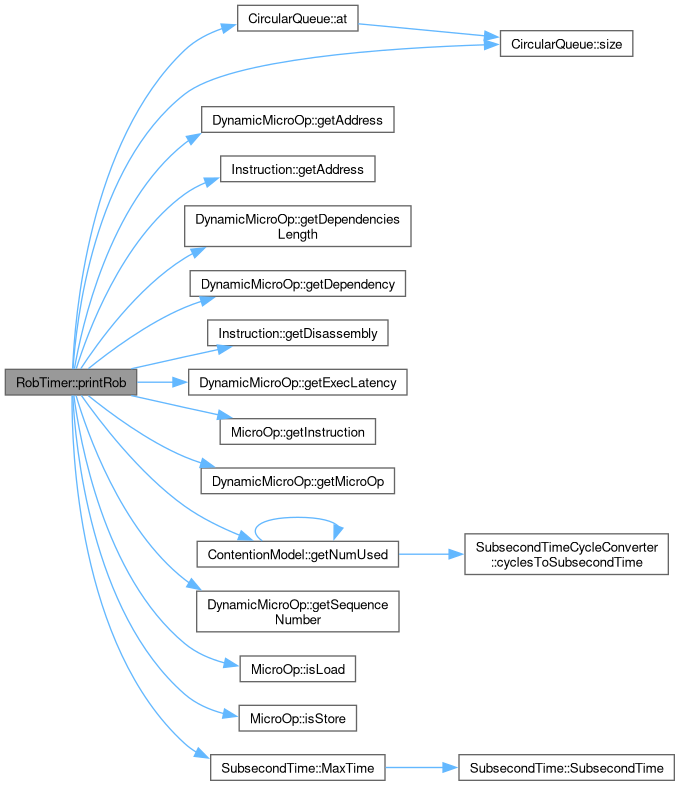 CircularQueue::at
CircularQueue::size
DynamicMicroOp::getAddress
Instruction::getAddress
DynamicMicroOp::getDependencies
Length
DynamicMicroOp::getDependency
Instruction::getDisassembly
RobTimer::printRob
DynamicMicroOp::getExecLatency
MicroOp::getInstruction
DynamicMicroOp::getMicroOp
ContentionModel::getNumUsed
SubsecondTimeCycleConverter
::cyclesToSubsecondTime
DynamicMicroOp::getSequence
Number
MicroOp::isLoad
MicroOp::isStore
SubsecondTime::MaxTime
SubsecondTime::SubsecondTime